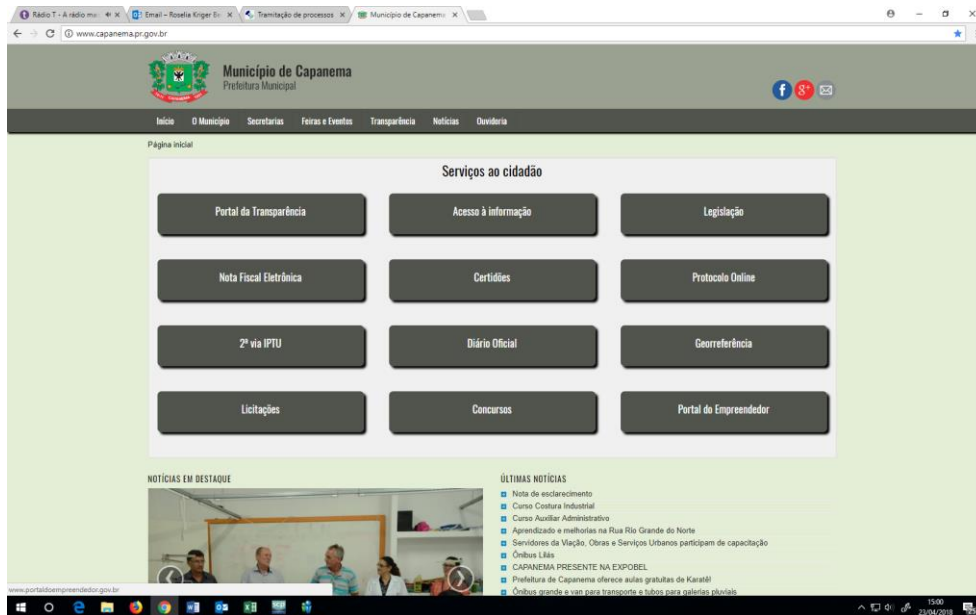 Rádio T - A rádio mai
Email – Roselia Kriger
Tramitação de processos
Município de Capanema
www.capanema.pr.gov.br
Município de Capanema
Prefeitura Municipal
Início O Município Secretarias Feiras e Eventos Transparência Notícias Ouvidoria
Página inicial
Serviços ao cidadão
Portal da Transparência Acesso à informação Legislação
Nota Fiscal Eletrônica Certidões Protocolo Online
2ª via IPTU Diário Oficial Georreferência
Licitações Concursos Portal do Empreendedor
NOTÍCIAS EM DESTAQUE
ÚLTIMAS NOTÍCIAS
Nota de esclarecimento
Curso Costura Industrial
Curso Auxiliar Administrativo
Aprendizado e melhorias na Rua Rio Grande do Norte
Servidores da Viação, Obras e Serviços Urbanos participam de capacitação
Ônibus Lilás
CAPANEMA PRESENTE NA EXPOBEL
Prefeitura de Capanema oferece aulas gratuitas de Karatê!
Ônibus grande e van para transporte e tubos para galerias pluviais
www.portaldoempreendedor.gov.br
15:00
23/04/2018